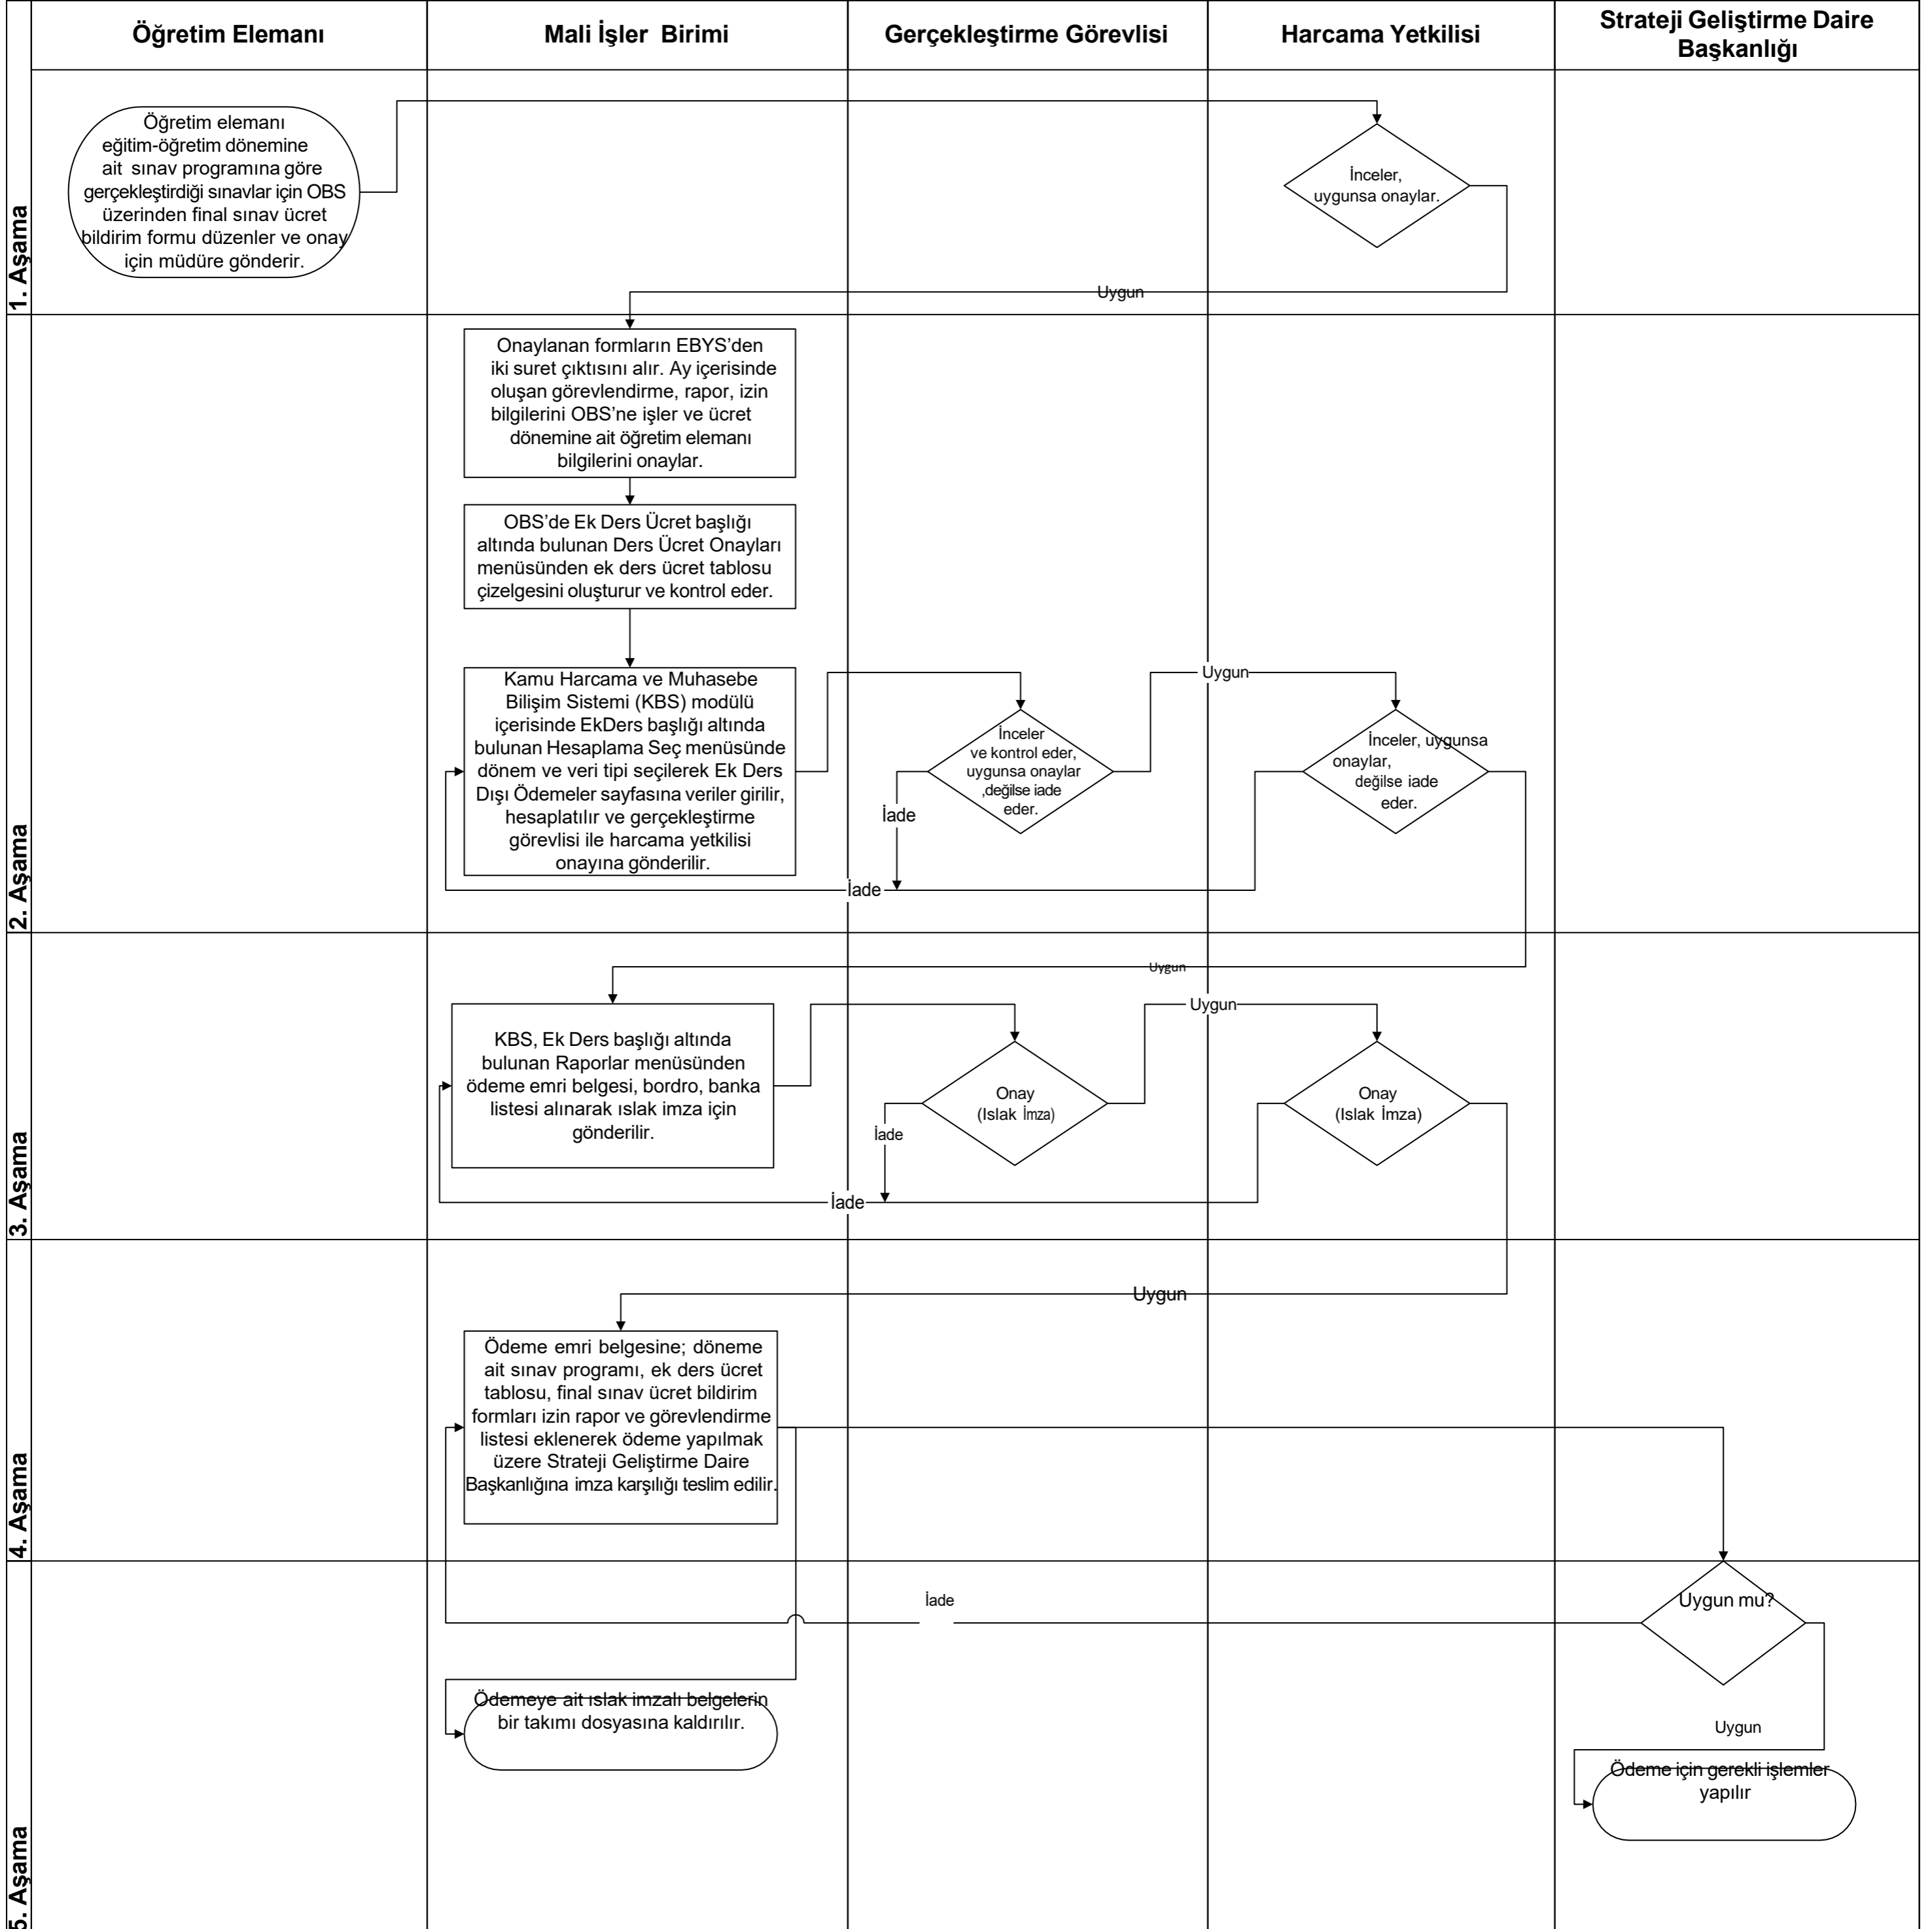 Öğretim Elemanı
Mali İşler Birimi
Gerçekleştirme Görevlisi
Harcama Yetkilisi
Strateji Geliştirme Daire
Başkanlığı
1. Aşama
Öğretim elemanı
eğitim-öğretim dönemine
ait sınav programına göre
gerçekleştirdiği sınavlar için OBS
üzerinden final sınav ücret
bildirim formu düzenler ve onay
için müdüre gönderir.
İnceler,
uygunsa onaylar.
Uygun
2. Aşama
Onaylanan formların EBYS’den
iki suret çıktısını alır. Ay içerisinde
oluşan görevlendirme, rapor, izin
bilgilerini OBS’ne işler ve ücret
dönemine ait öğretim elemanı
bilgilerini onaylar.
OBS’de Ek Ders Ücret başlığı
altında bulunan Ders Ücret Onayları
menüsünden ek ders ücret tablosu
çizelgesini oluşturur ve kontrol eder.
Kamu Harcama ve Muhasebe
Bilişim Sistemi (KBS) modülü
içerisinde EkDers başlığı altında
bulunan Hesaplama Seç menüsünde
dönem ve veri tipi seçilerek Ek Ders
Dışı Ödemeler sayfasına veriler girilir,
hesaplatılır ve gerçekleştirme
görevlisi ile harcama yetkilisi
onayına gönderilir.
İnceler
ve kontrol eder,
uygunsa onaylar
,değilse iade
eder.
İade
Uygun
İnceler, uygunsa
onaylar,
değilse iade
eder.
İade
3. Aşama
Uygun
KBS, Ek Ders başlığı altında
bulunan Raporlar menüsünden
ödeme emri belgesi, bordro, banka
listesi alınarak ıslak imza için
gönderilir.
Onay
(Islak İmza)
İade
Uygun
Onay
(Islak İmza)
İade
4. Aşama
Uygun
Ödeme emri belgesine; döneme
ait sınav programı, ek ders ücret
tablosu, final sınav ücret bildirim
formları izin rapor ve görevlendirme
listesi eklenerek ödeme yapılmak
üzere Strateji Geliştirme Daire
Başkanlığına imza karşılığı teslim edilir.
5. Aşama
İade
Uygun mu?
Ödemeye ait ıslak imzalı belgelerin
bir takımı dosyasına kaldırılır.
Uygun
Ödeme için gerekli işlemler
yapılır